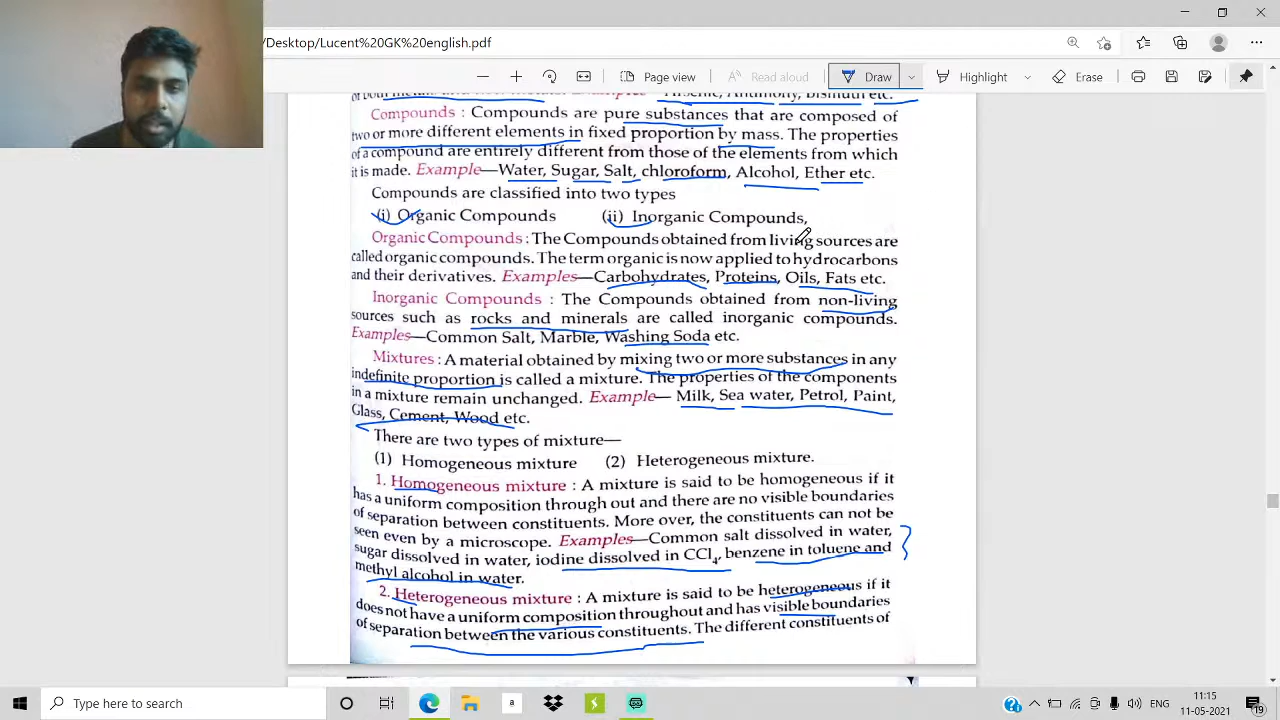 /Desktop/Lucent%20GK%20english.pdf
Page view
Read aloud
Draw
Highlight
Erase
of both metals and Examples Arsenic, Antimony, Bismuth etc.
Compounds : Compounds are pure substances that are composed of
two or more different elements in fixed proportion by mass. The properties
of a compound are entirely different from those of the elements from which
it is made. Example—Water, Sugar, Salt, chloroform, Alcohol, Ether etc.
Compounds are classified into two types
(i) Organic Compounds (ii) Inorganic Compounds,
Organic Compounds : The Compounds obtained from living sources are
called organic compounds. The term organic is now applied to hydrocarbons
and their derivatives. Examples—Carbohydrates, Proteins, Oils, Fats etc.
Inorganic Compounds : The Compounds obtained from non-living
sources such as rocks and minerals are called inorganic compounds.
Examples—Common Salt, Marble, Washing Soda etc.
Mixtures : A material obtained by mixing two or more substances in any
indefinite proportion is called a mixture. The properties of the components
in a mixture remain unchanged. Example— Milk, Sea water, Petrol, Paint,
Glass, Cement, Wood etc.
There are two types of mixture—
(1) Homogeneous mixture (2) Heterogeneous mixture.
1. Homogeneous mixture : A mixture is said to be homogeneous if it
has a uniform composition through out and there are no visible boundaries
of separation between constituents. More over, the constituents can not be
seen even by a microscope. Examples—Common salt dissolved in water,
sugar dissolved in water, iodine dissolved in CCl4, benzene in toluene and
methyl alcohol in water.
2. Heterogeneous mixture : A mixture is said to be heterogeneous if it
does not have a uniform composition throughout and has visible boundaries
of separation between the various constituents. The different constituents of
Type here to search
a
ENG
11:15
11-05-2021
19